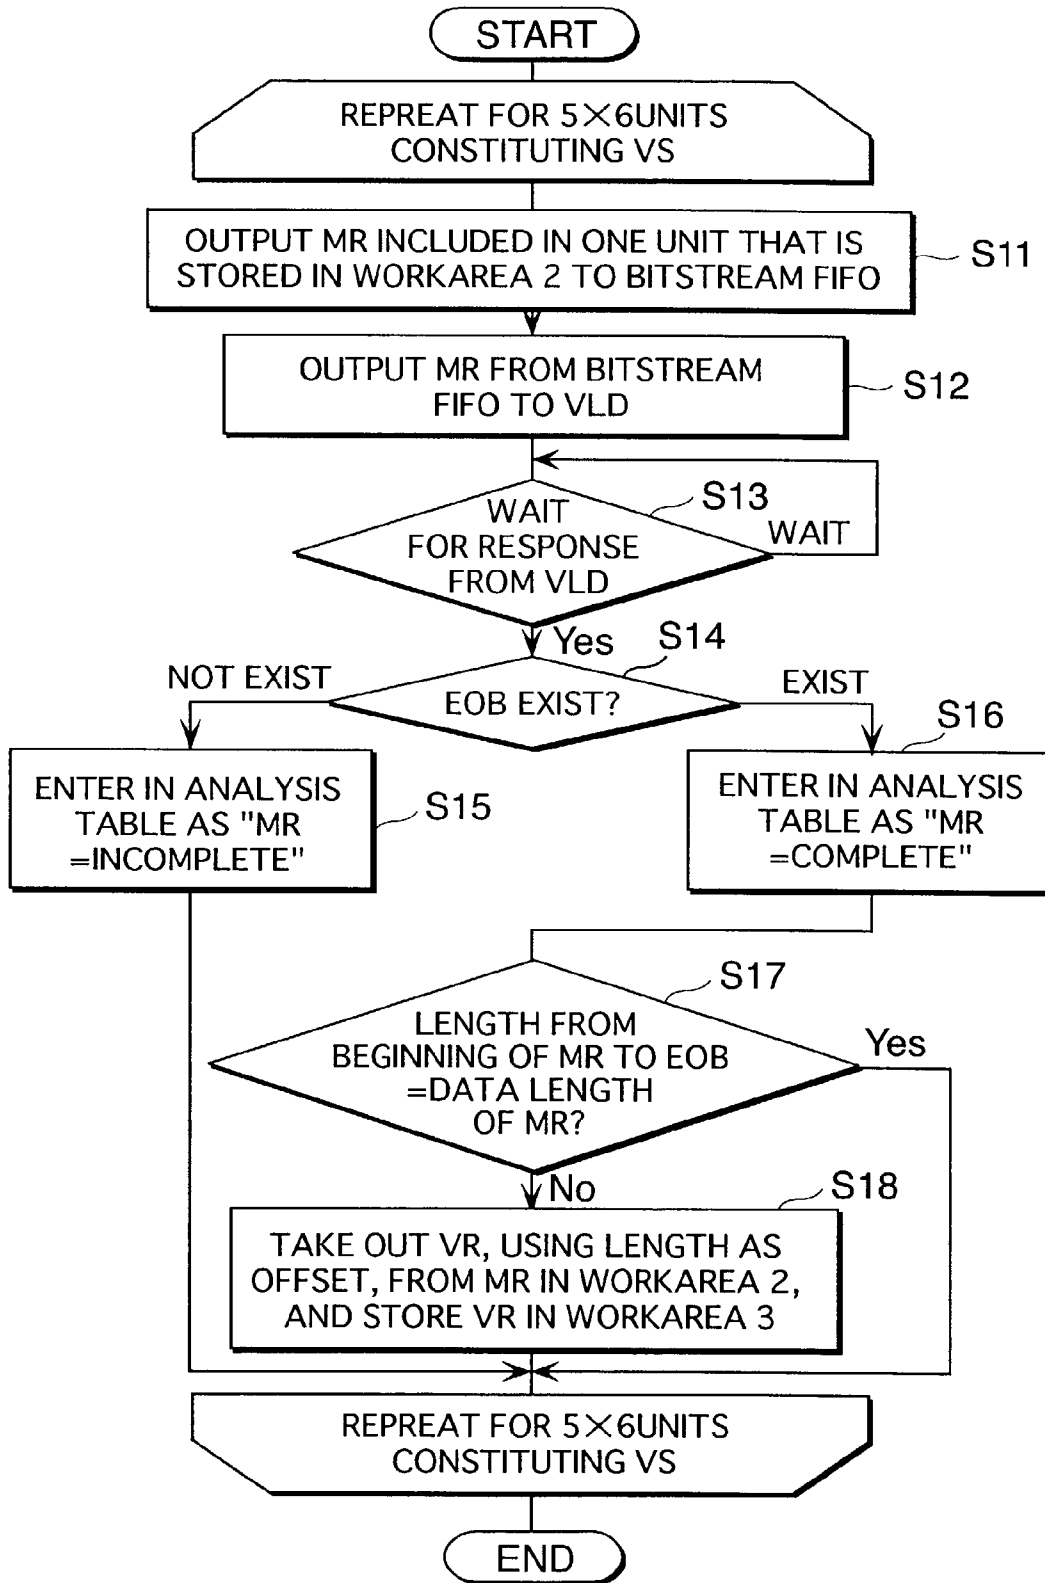 START
REPREAT FOR 5×6UNITS
CONSTITUTING VS
OUTPUT MR INCLUDED IN ONE UNIT THAT IS
STORED IN WORKAREA 2 TO BITSTREAM FIFO
S11
OUTPUT MR FROM BITSTREAM
FIFO TO VLD
S12
S13
WAIT
FOR RESPONSE
FROM VLD
WAIT
Yes
S14
NOT EXIST
EOB EXIST?
EXIST
S16
ENTER IN ANALYSIS
TABLE AS "MR
=INCOMPLETE"
S15
ENTER IN ANALYSIS
TABLE AS "MR
=COMPLETE"
S17
LENGTH FROM
BEGINNING OF MR TO EOB
=DATA LENGTH
OF MR?
Yes
No
S18
TAKE OUT VR, USING LENGTH AS
OFFSET, FROM MR IN WORKAREA 2,
AND STORE VR IN WORKAREA 3
REPREAT FOR 5×6UNITS
CONSTITUTING VS
END